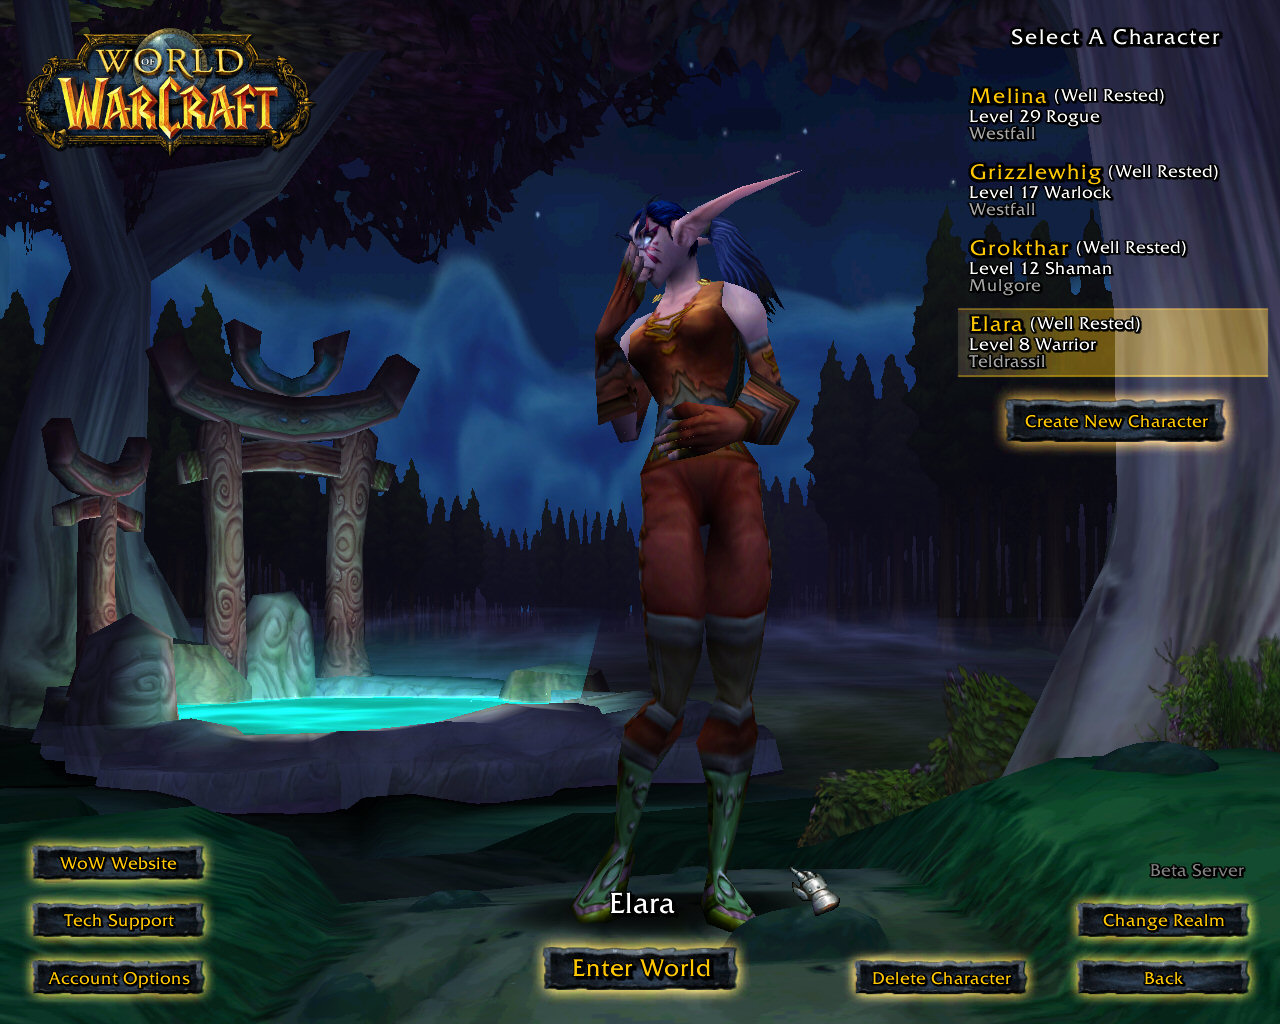 WORLD
OF
WARCRAFT
Select A Character
Melina (Well Rested)
Level 29 Rogue
Westfall
Grizzlewhig (Well Rested)
Level 17 Warlock
Westfall
Grokthar (Well Rested)
Level 12 Shaman
Mulgore
Elara (Well Rested)
Level 8 Warrior
Teldrassil
Create New Character
WoW Website
Tech Support
Account Options
Elara
Enter World
Delete Character
Beta Server
Change Realm
Back